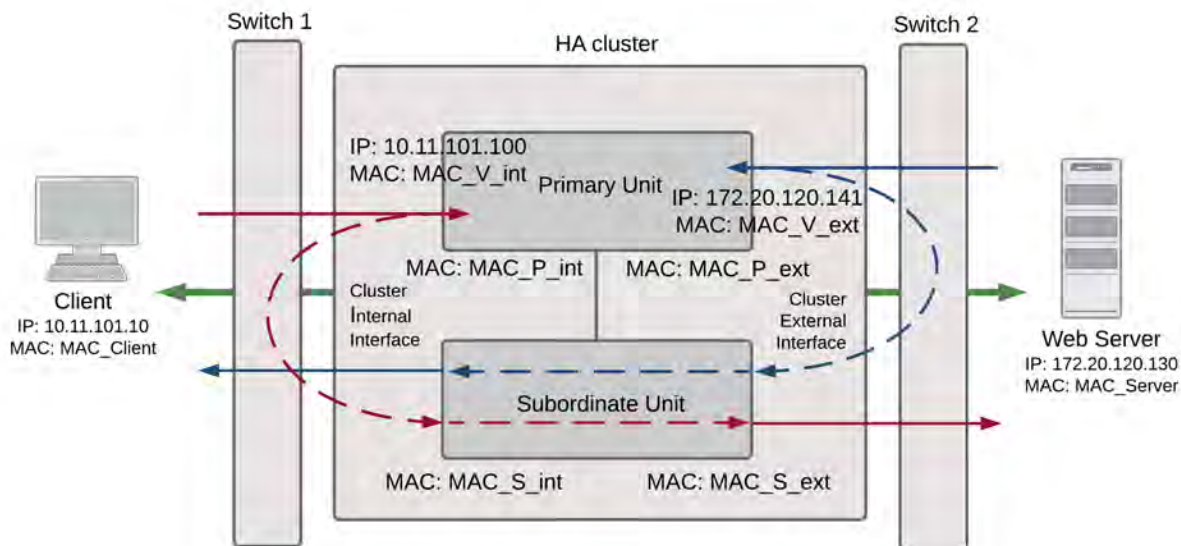 Switch 1
Switch 2
HA cluster
IP: 10.11.101.100
MAC: MAC_V_int
Primary Unit
IP: 172.20.120.141
MAC: MAC_V_ext
MAC: MAC_P_int
MAC: MAC_P_ext
Cluster
Internal
Interface
Cluster
External
Interface
Client
IP: 10.11.101.10
MAC: MAC_Client
Web Server
IP: 172.20.120.130
MAC: MAC_Server
Subordinate Unit
MAC: MAC_S_int
MAC: MAC_S_ext